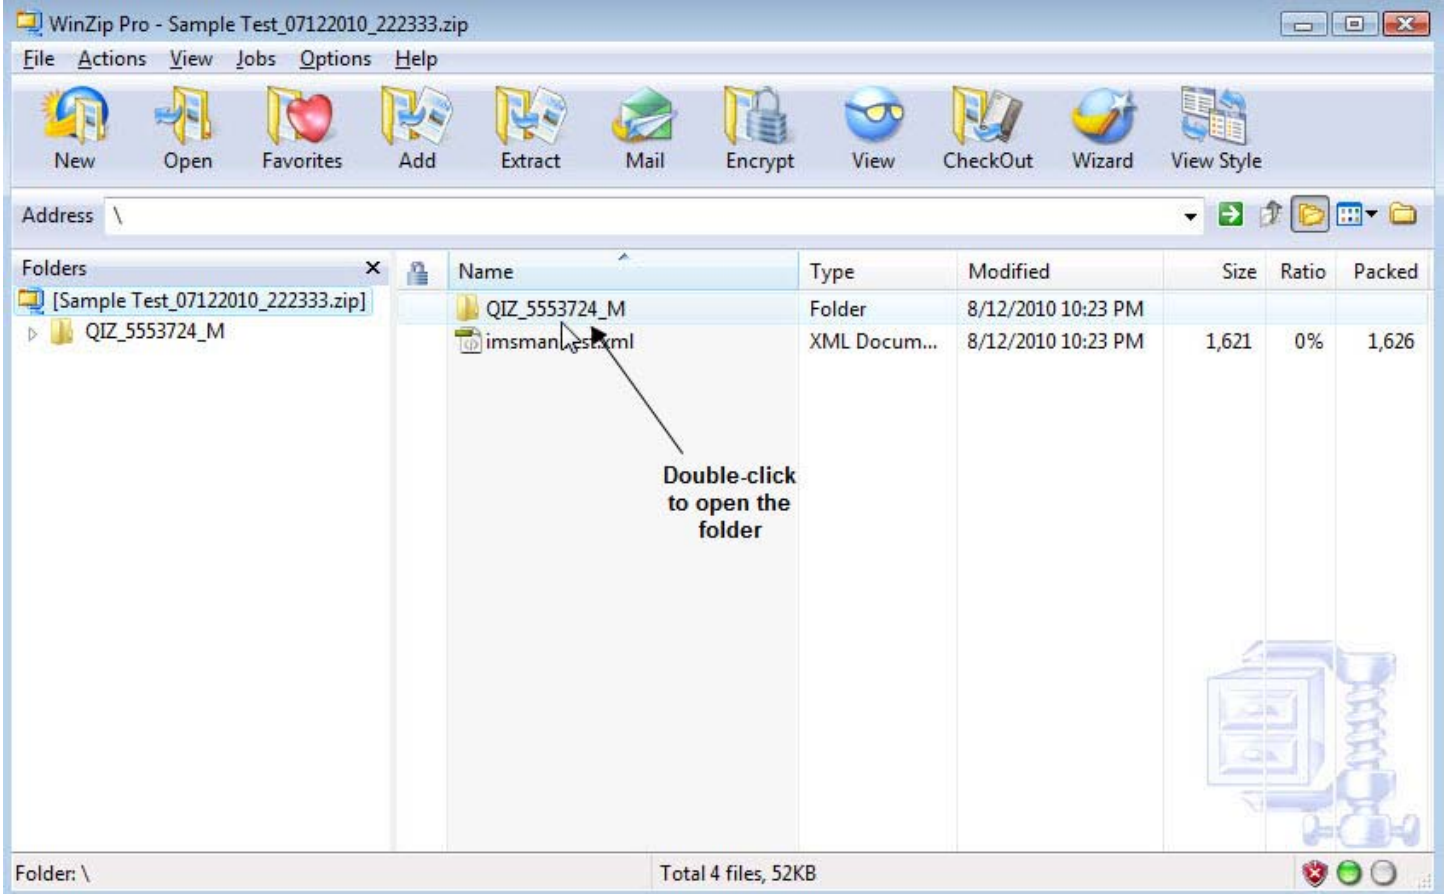 WinZip Pro - Sample Test_07122010_222333.zip
File Actions View Jobs Options Help
New Open Favorites Add Extract Mail Encrypt View CheckOut Wizard View Style
Address \
Folders Name Type Modified Size Ratio Packed
[Sample Test_07122010_222333.zip] QIZ_5553724_M Folder 8/12/2010 10:23 PM
QIZ_5553724_M XML Docum... 8/12/2010 10:23 PM 1,621 0% 1,626
Double-click
to open the
folder
Folder: \ Total 4 files, 52KB